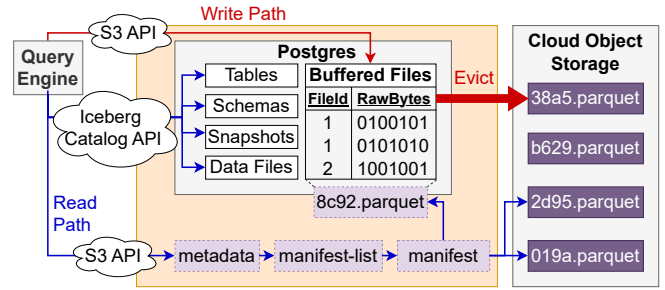 Write Path
S3 API
Query
Engine
Postgres
Cloud Object
Storage
Tables
Buffered Files
Evict
FileId RawBytes
38a5.parquet
Schemas
1 0100101
Iceberg
Catalog API
Snapshots
1 0101010
b629.parquet
Data Files
2 1001001
Read
Path
8c92.parquet
2d95.parquet
S3 API
metadata
manifest-list
manifest
019a.parquet